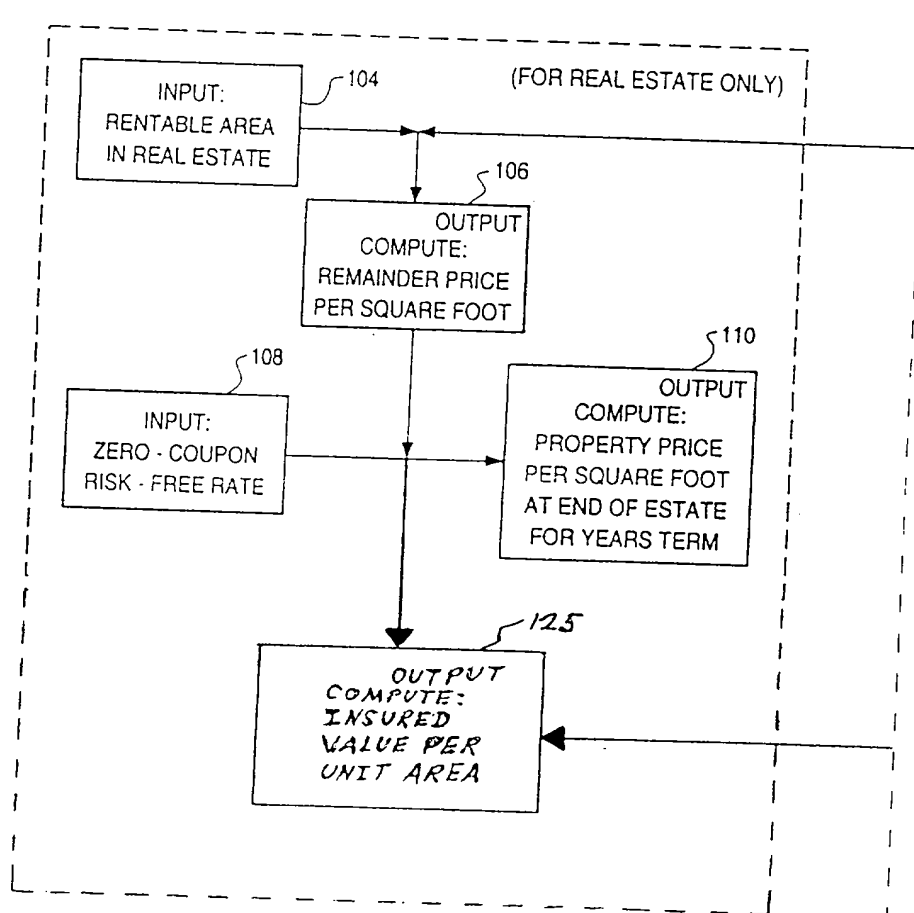 (FOR REAL ESTATE ONLY)
104
INPUT:
RENTABLE AREA
IN REAL ESTATE
106
OUTPUT
COMPUTE:
REMAINDER PRICE
PER SQUARE FOOT
108
INPUT:
ZERO - COUPON
RISK - FREE RATE
110
OUTPUT
COMPUTE:
PROPERTY PRICE
PER SQUARE FOOT
AT END OF ESTATE
FOR YEARS TERM
125
OUTPUT
COMPUTE:
INSURED
VALUE PER
UNIT AREA